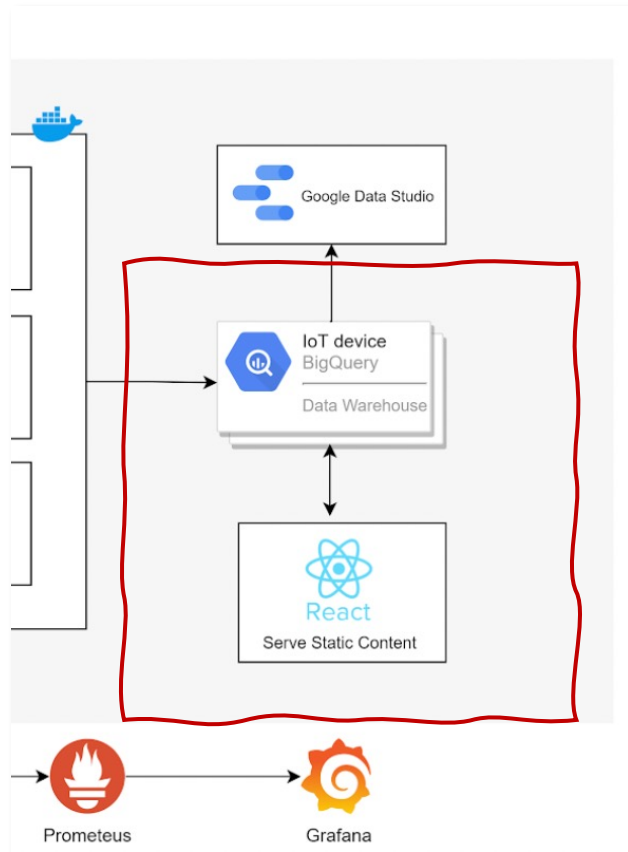 Google Data Studio
IoT device
BigQuery
Data Warehouse
React
Serve Static Content
Prometeus
Grafana